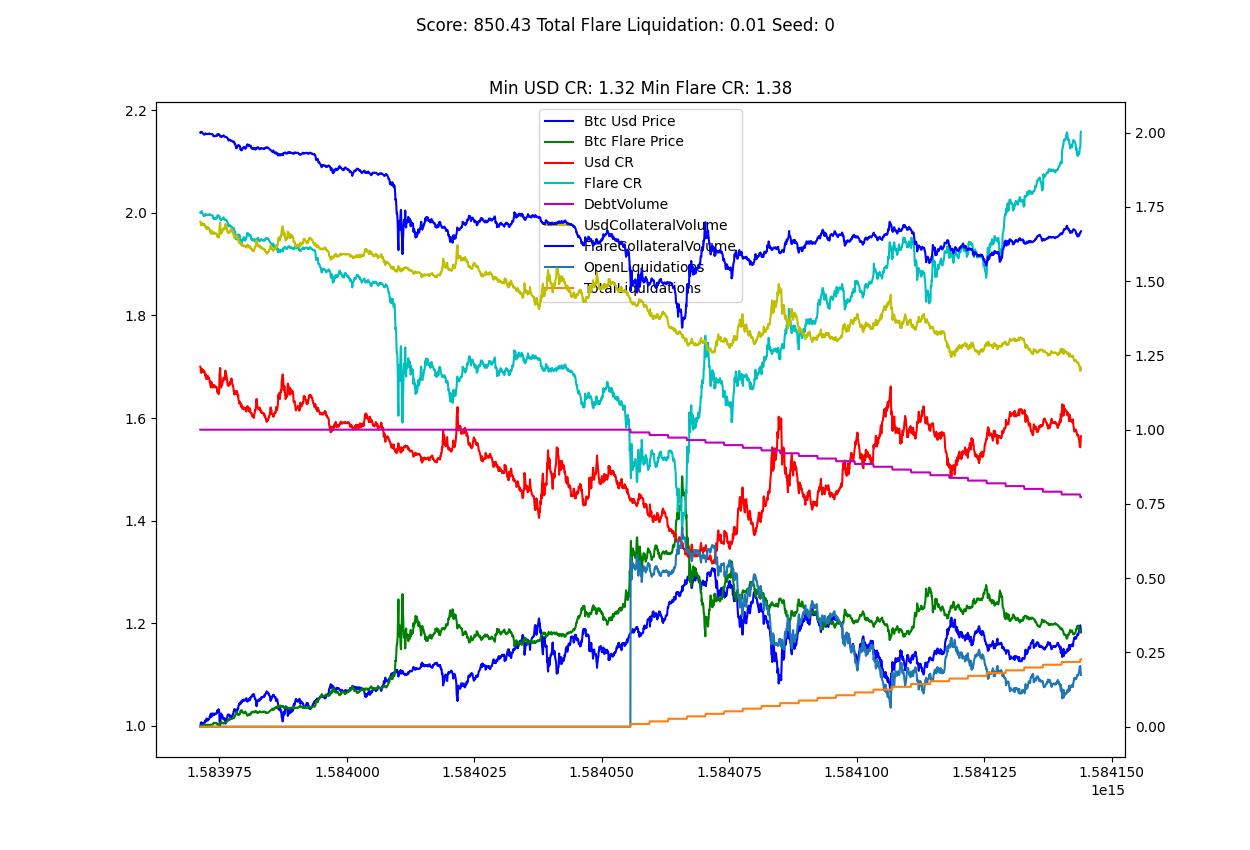 Score: 850.43 Total Flare Liquidation: 0.01 Seed: 0
Min USD CR: 1.32 Min Flare CR: 1.38
Btc Usd Price
Btc Flare Price
Usd CR
Flare CR
DebtVolume
UsdCollateralVolume
FlareCollateralVolume
OpenLiquidations
TotalLiquidations
2.2
2.0
1.8
1.6
1.4
1.2
1.0
2.00
1.75
1.50
1.25
1.00
0.75
0.50
0.25
0.00
1.583975 1.584000 1.584025 1.584050 1.584075 1.584100 1.584125 1.584150
1e15